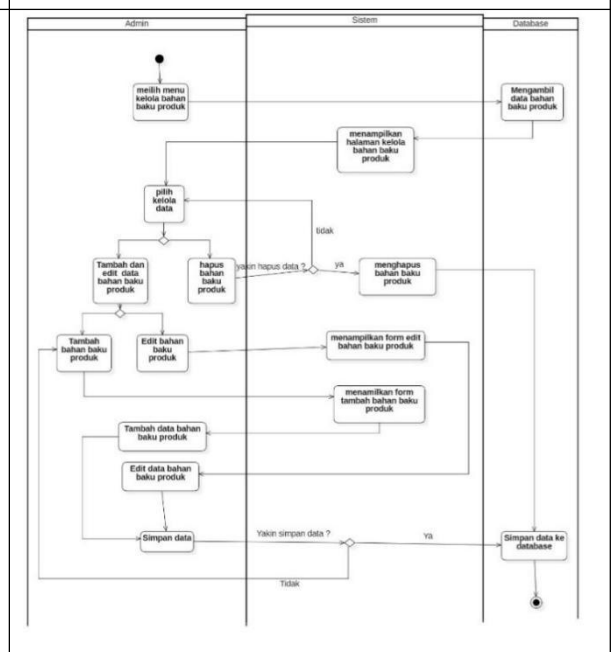 Admin
Sistem
Database
meilih menu
kelola bahan
baku produk
Mengambil
data bahan
baku produk
menampilkan
halaman kelola
bahan baku
produk
pilih
kelola
data
tidak
Tambah dan
edit data
bahan baku
produk
hapus
bahan
baku
produk
yakin hapus data ?
ya
menghapus
bahan baku
produk
Tambah
bahan baku
produk
Edit bahan
baku
produk
menampilkan form edit
bahan baku produk
menamilkan form
tambah bahan baku
produk
Tambah data bahan
baku produk
Edit data bahan
baku produk
Simpan data
Yakin simpan data ?
Ya
Simpan data ke
database
Tidak